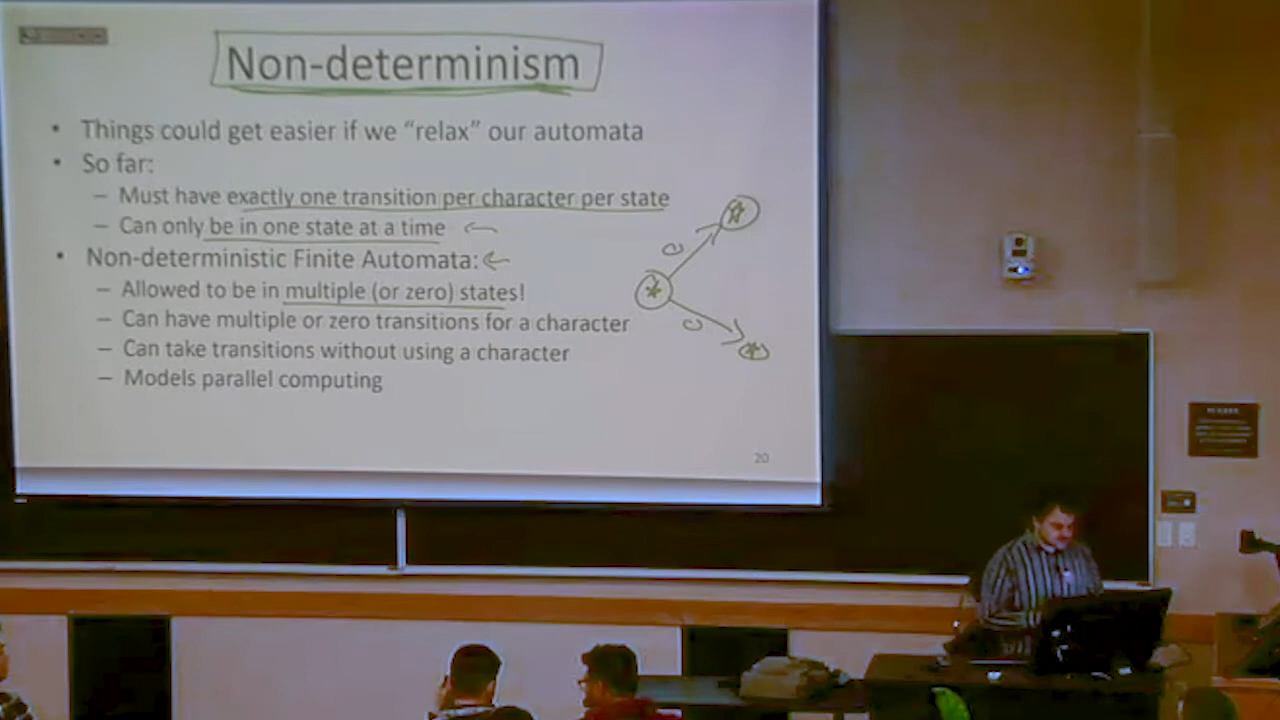 Non-determinism
• Things could get easier if we “relax” our automata
• So far:
– Must have exactly one transition per character per state
– Can only be in one state at a time
• Non-deterministic Finite Automata:
– Allowed to be in multiple (or zero) states!
– Can have multiple or zero transitions for a character
– Can take transitions without using a character
– Models parallel computing
20